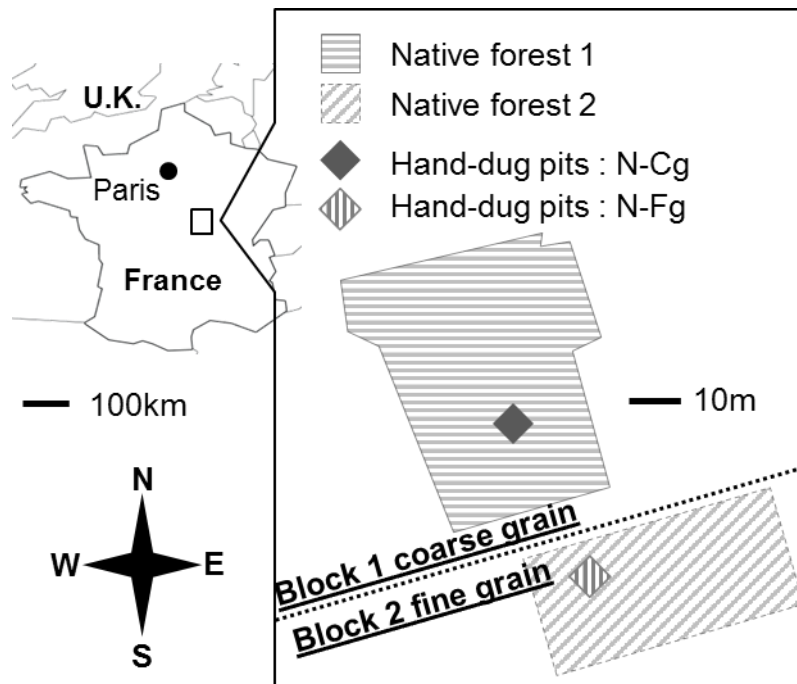 U.K.
Paris
France
100km
N
W
E
S
Native forest 1
Native forest 2
Hand-dug pits : N-Cg
Hand-dug pits : N-Fg
10m
Block 1 coarse grain
Block 2 fine grain